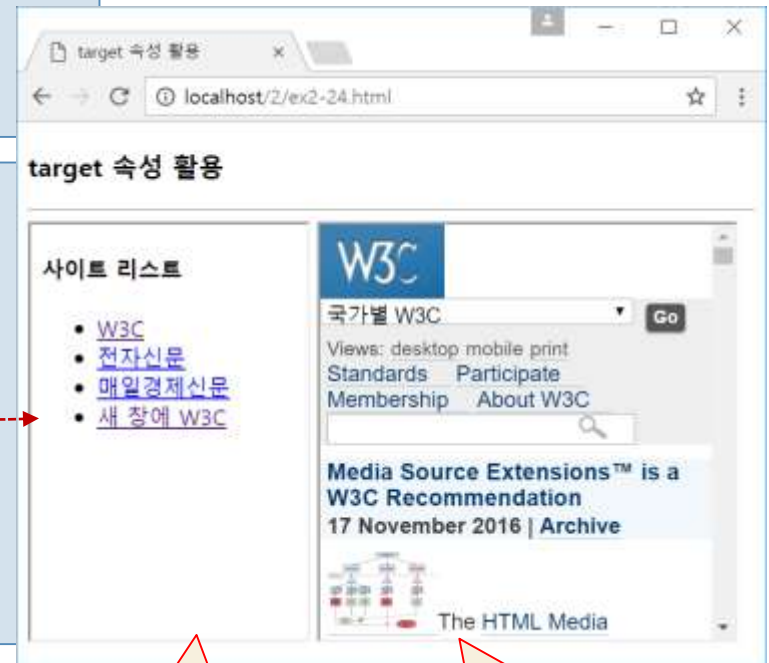 target 속성 활용
localhost/2/ex2-24.html
target 속성 활용
사이트 리스트
W3C
전자신문
매일경제신문
새 창에 W3C
W3C
국가별 W3C
Go
Views: desktop mobile print
Standards Participate
Membership About W3C
Media Source Extensions™ is a
W3C Recommendation
17 November 2016 | Archive
The HTML Media